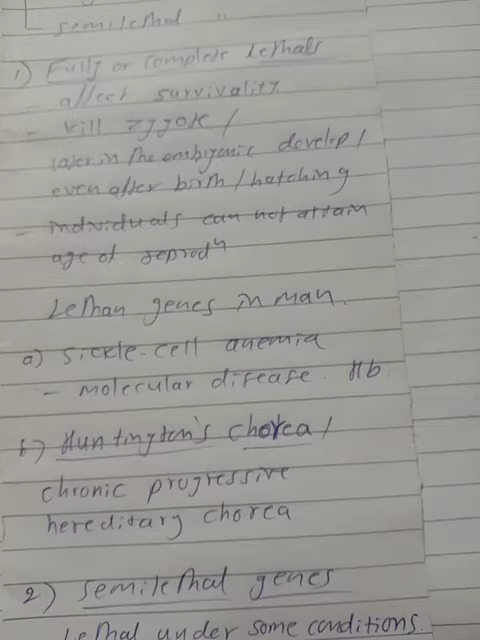 semilethal "
1) Fully or complete lethals
- affect survivality
- kill zygote /
later in the embryonic develop /
even after birth / hatching
- individuals can not attain
age of reprodn
Lethan genes in man.
a) sickle-cell anemia
- molecular disease. Hb.
b) Huntington's chorea /
chronic progressive
hereditary chorea
2) semilethal genes
Lethal under some conditions.